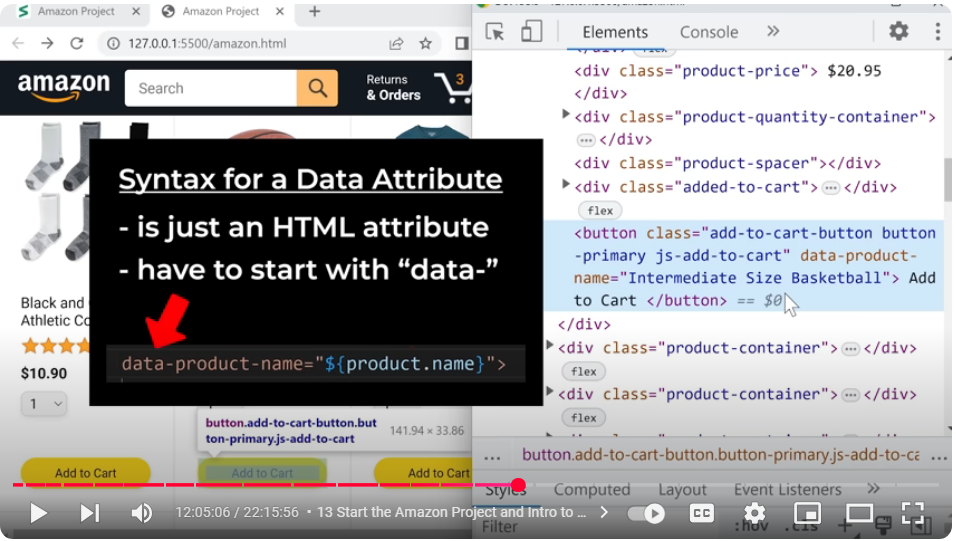 Amazon Project
Amazon Project
127.0.0.1:5500/amazon.html
Elements
Console
amazon
Search
Returns
& Orders
3
flex
<div class="product-price"> $20.95
</div>
<div class="product-quantity-container">
</div>
<div class="product-spacer"></div>
<div class="added-to-cart"> </div>
flex
<button class="add-to-cart-button button
-primary js-add-to-cart" data-product-
name="Intermediate Size Basketball"> Add
to Cart </button> == $0
</div>
<div class="product-container"> </div>
flex
<div class="product-container"> </div>
flex
Syntax for a Data Attribute
- is just an HTML attribute
- have to start with “data-”
data-product-name="${product.name}">
Black and
Athletic Co
$10.90
1
button.add-to-cart-button.but
ton-primary.js-add-to-cart
141.94 × 33.86
Add to Cart
Add to Cart
Add to Cart
... button.add-to-cart-button.button-primary.js-add-to-ca ...
Styles
Computed
Layout
Event Listeners
Filter
:hov .cls
12:05:06 / 22:15:56 • 13 Start the Amazon Project and Intro to ...
CC